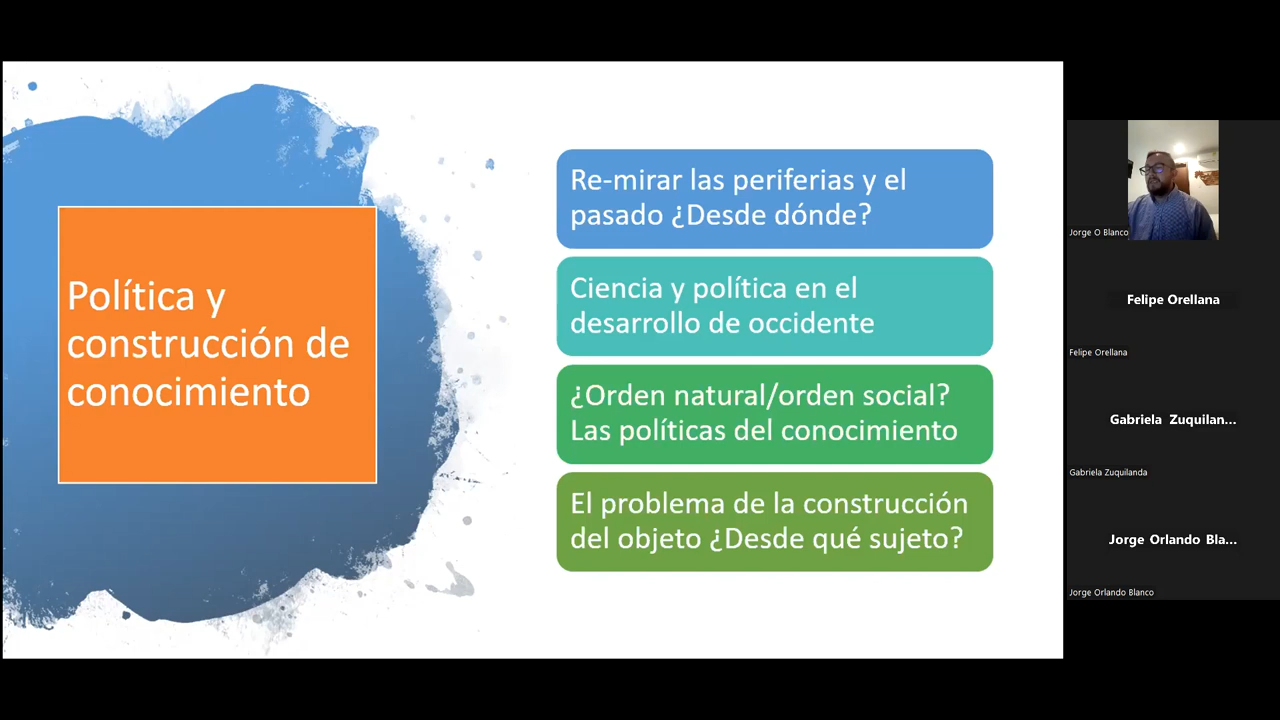 Política y
construcción de
conocimiento
Re-mirar las periferias y el
pasado ¿Desde dónde?
Ciencia y política en el
desarrollo de occidente
¿Orden natural/orden social?
Las políticas del conocimiento
El problema de la construcción
del objeto ¿Desde qué sujeto?
Jorge O Blanco
Felipe Orellana
Felipe Orellana
Gabriela Zuquilan...
Gabriela Zuquilanda
Jorge Orlando Bla...
Jorge Orlando Blanco